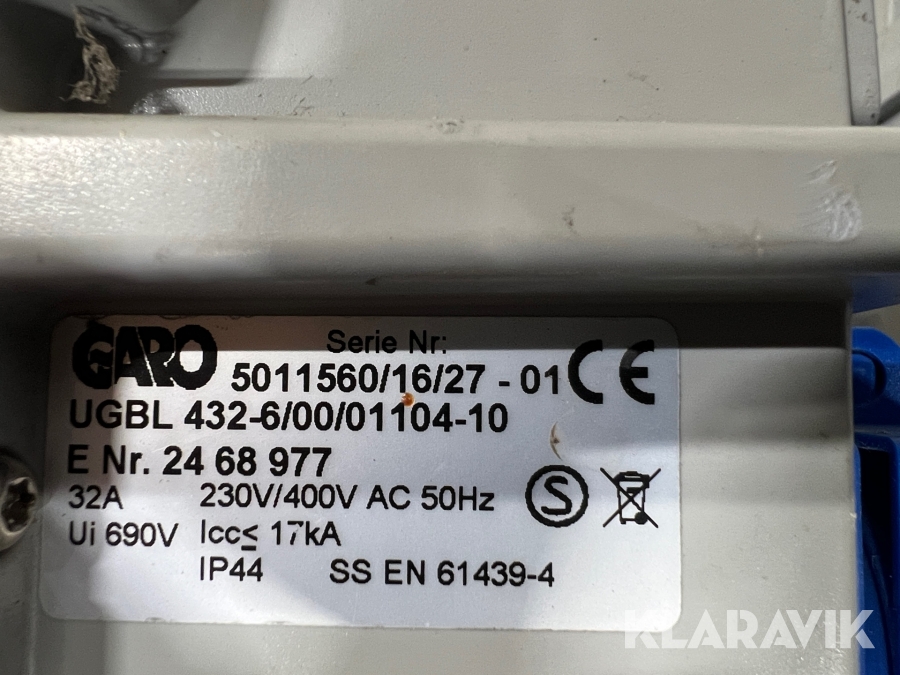 GARO Serie Nr:
5011560/16/27 - 01 CE
UGBL 432-6/00/01104-10
E Nr. 24 68 977
32A 230V/400V AC 50Hz S
Ui 690V Icc≤ 17kA
IP44 SS EN 61439-4
KLARAVIK